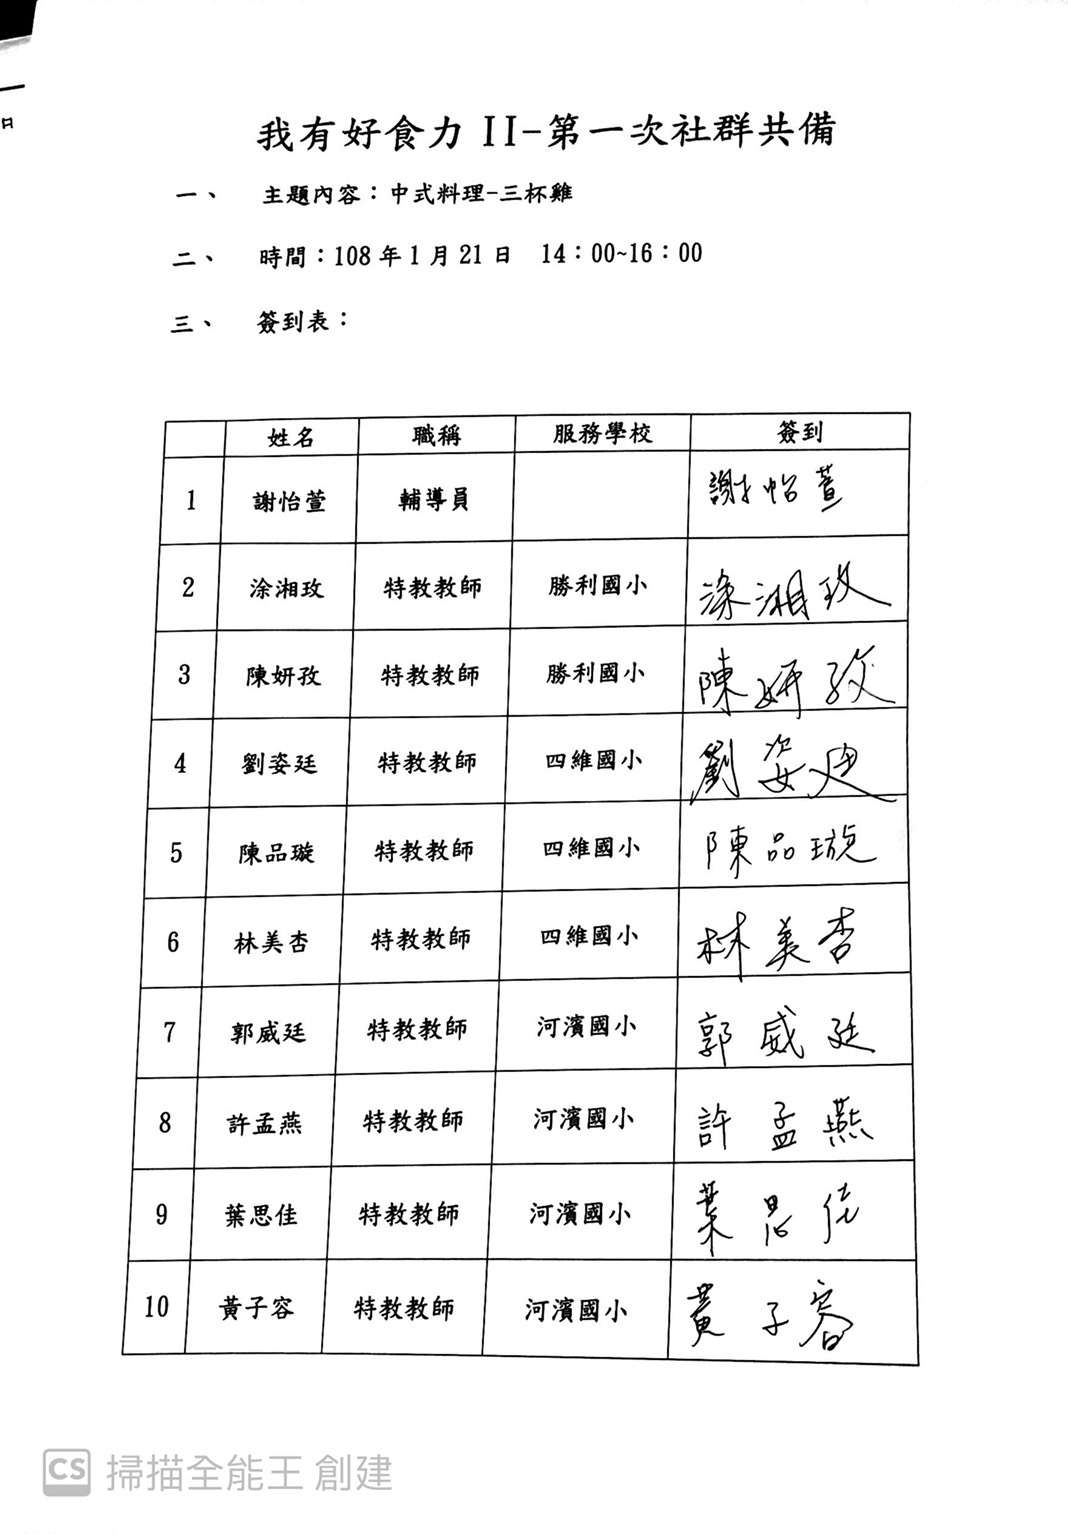 我有好食力 II-第一次社群共備
一、 主題內容：中式料理-三杯雞
二、 時間：108 年 1 月 21 日 14：00~16：00
三、 簽到表：
姓名 職稱 服務學校 簽到
1 謝怡萱 輔導員 謝怡萱
2 涂湘玫 特教教師 勝利國小 涂湘玫
3 陳妍孜 特教教師 勝利國小 陳妍孜
4 劉姿廷 特教教師 四維國小 劉姿廷
5 陳品璇 特教教師 四維國小 陳品璇
6 林美杏 特教教師 四維國小 林美杏
7 郭威廷 特教教師 河濱國小 郭威廷
8 許孟燕 特教教師 河濱國小 許孟燕
9 葉思佳 特教教師 河濱國小 葉思佳
10 黃子容 特教教師 河濱國小 黃子容
CS 掃描全能王 創建